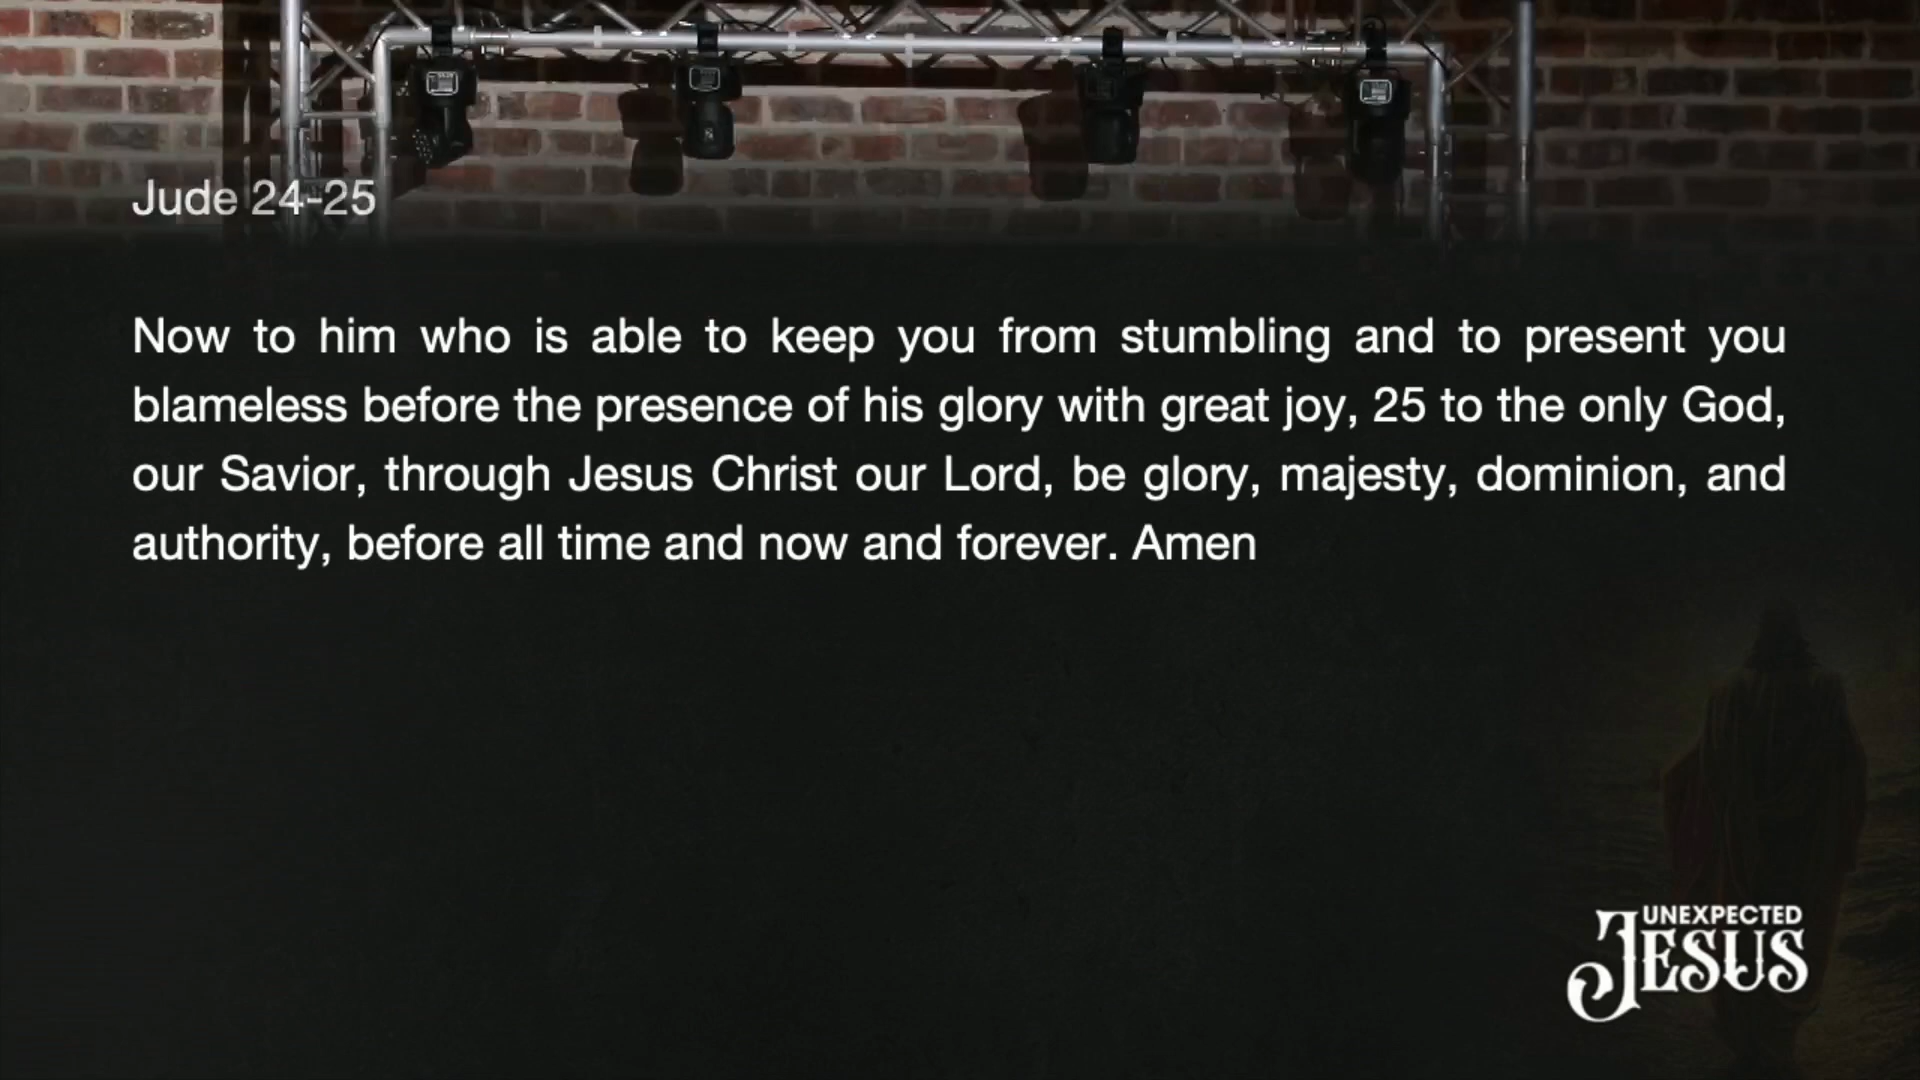 Jude 24-25
Now to him who is able to keep you from stumbling and to present you
blameless before the presence of his glory with great joy, 25 to the only God,
our Savior, through Jesus Christ our Lord, be glory, majesty, dominion, and
authority, before all time and now and forever. Amen
UNEXPECTED
JESUS